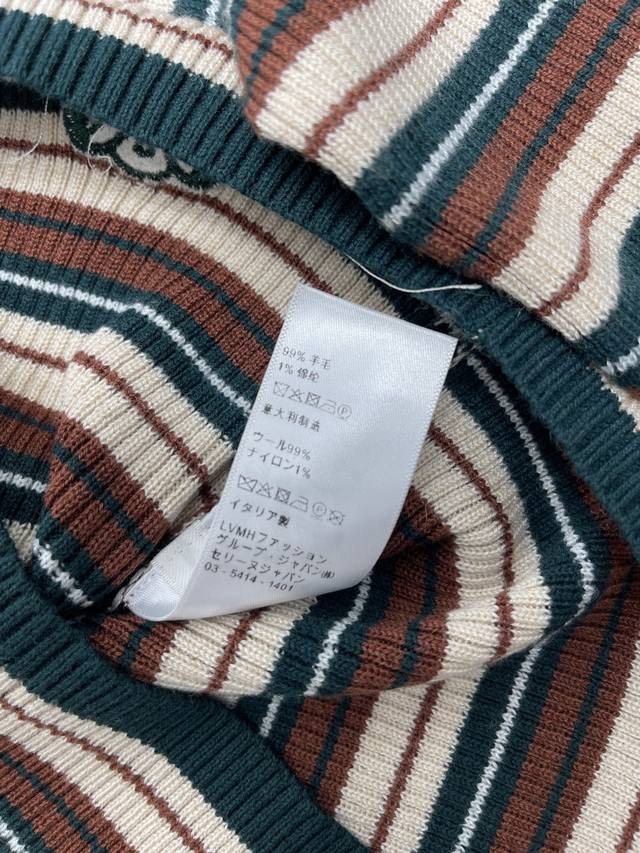 99% 羊毛
1% 锦纶
意大利制造
ウール99%
ナイロン1%
イタリア製
LVMHファッション
グループ・ジャパン㈱
セリーヌジャパン
03-5414-1401